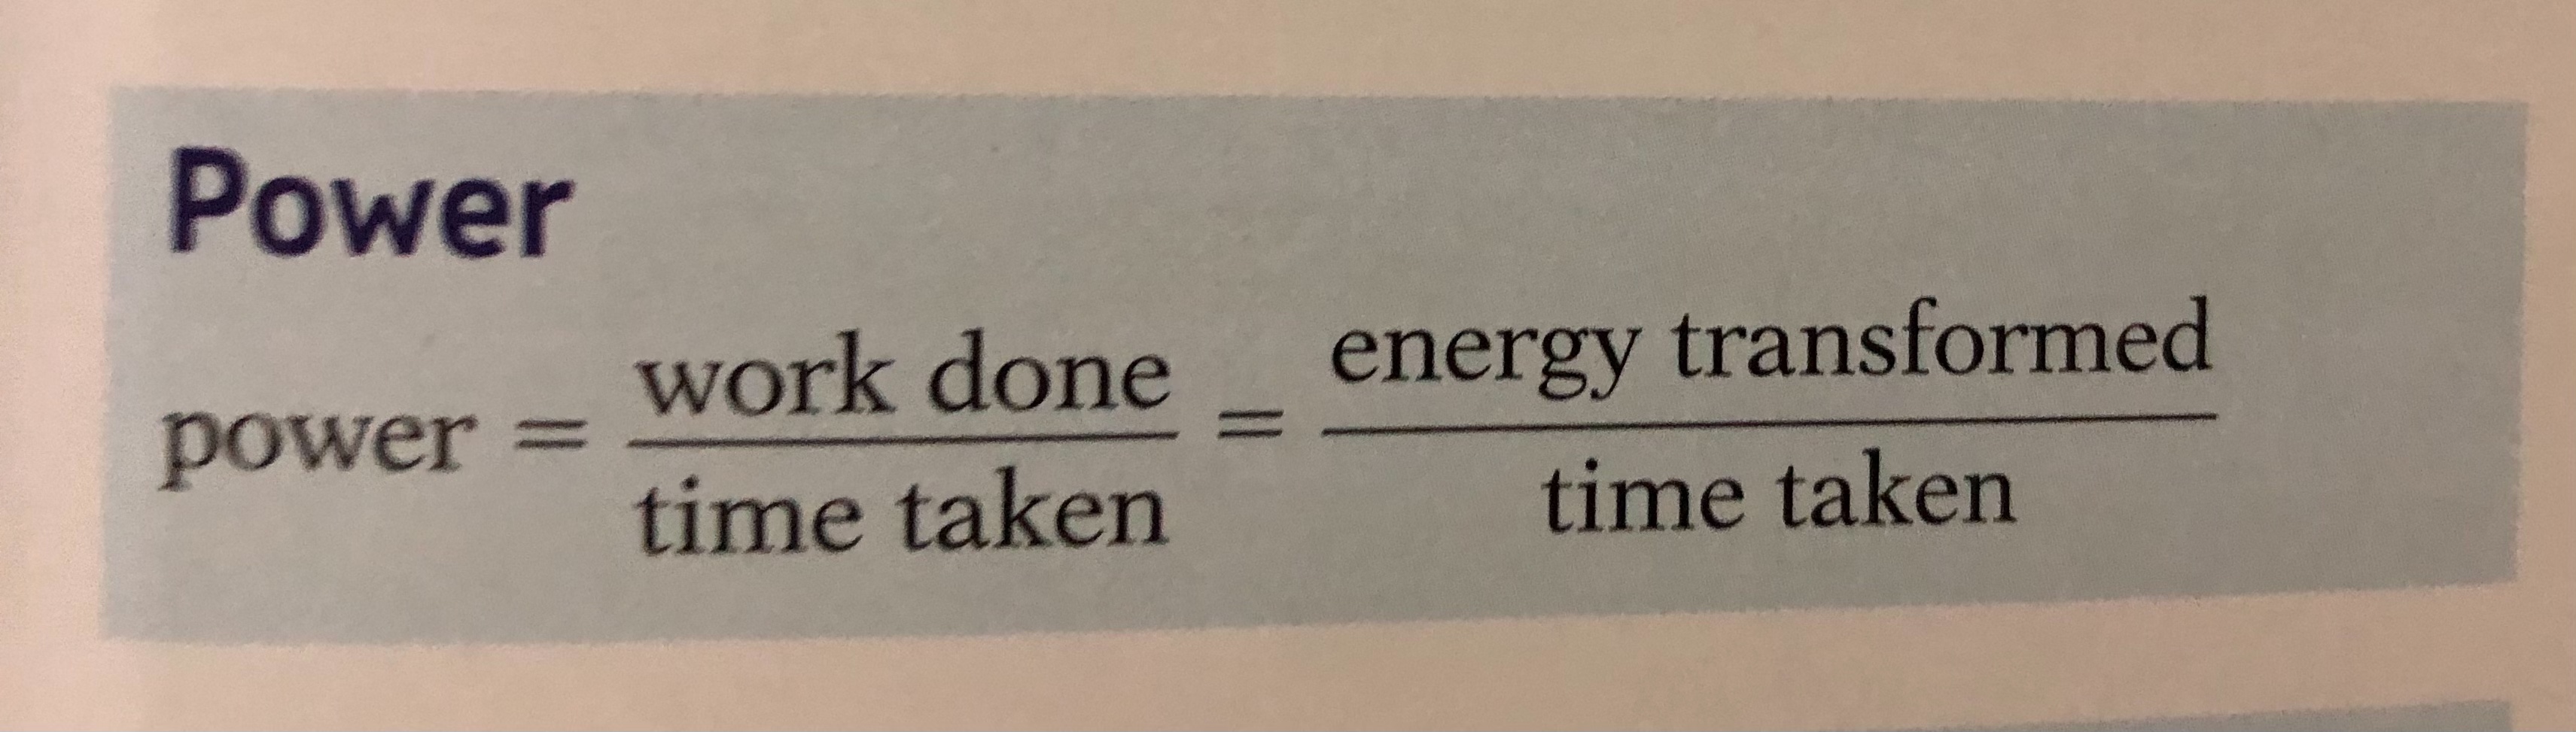 Power
power = work done / time taken = energy transformed / time taken